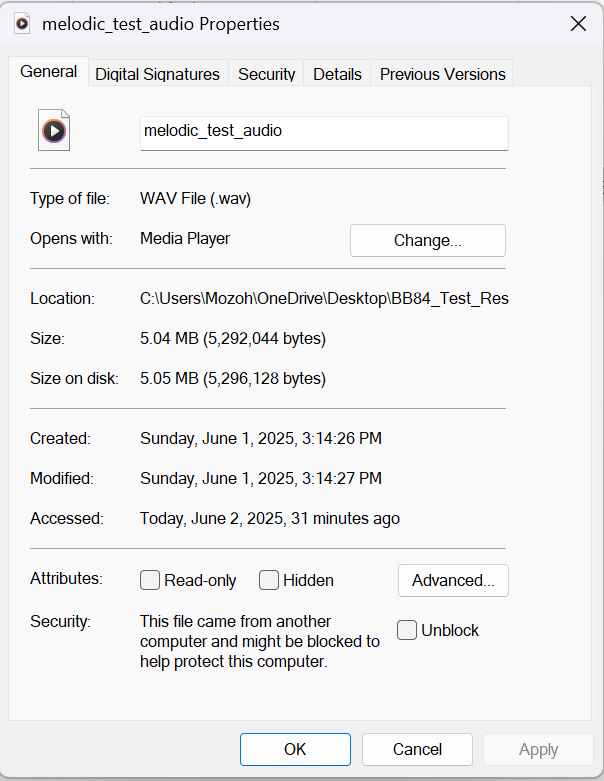 melodic_test_audio Properties
General Digital Signatures Security Details Previous Versions
melodic_test_audio
Type of file: WAV File (.wav)
Opens with: Media Player Change...
Location: C:\Users\Mozoh\OneDrive\Desktop\BB84_Test_Res
Size: 5.04 MB (5,292,044 bytes)
Size on disk: 5.05 MB (5,296,128 bytes)
Created: Sunday, June 1, 2025, 3:14:26 PM
Modified: Sunday, June 1, 2025, 3:14:27 PM
Accessed: Today, June 2, 2025, 31 minutes ago
Attributes: Read-only Hidden Advanced...
Security: This file came from another
computer and might be blocked to Unblock
help protect this computer.
OK Cancel Apply